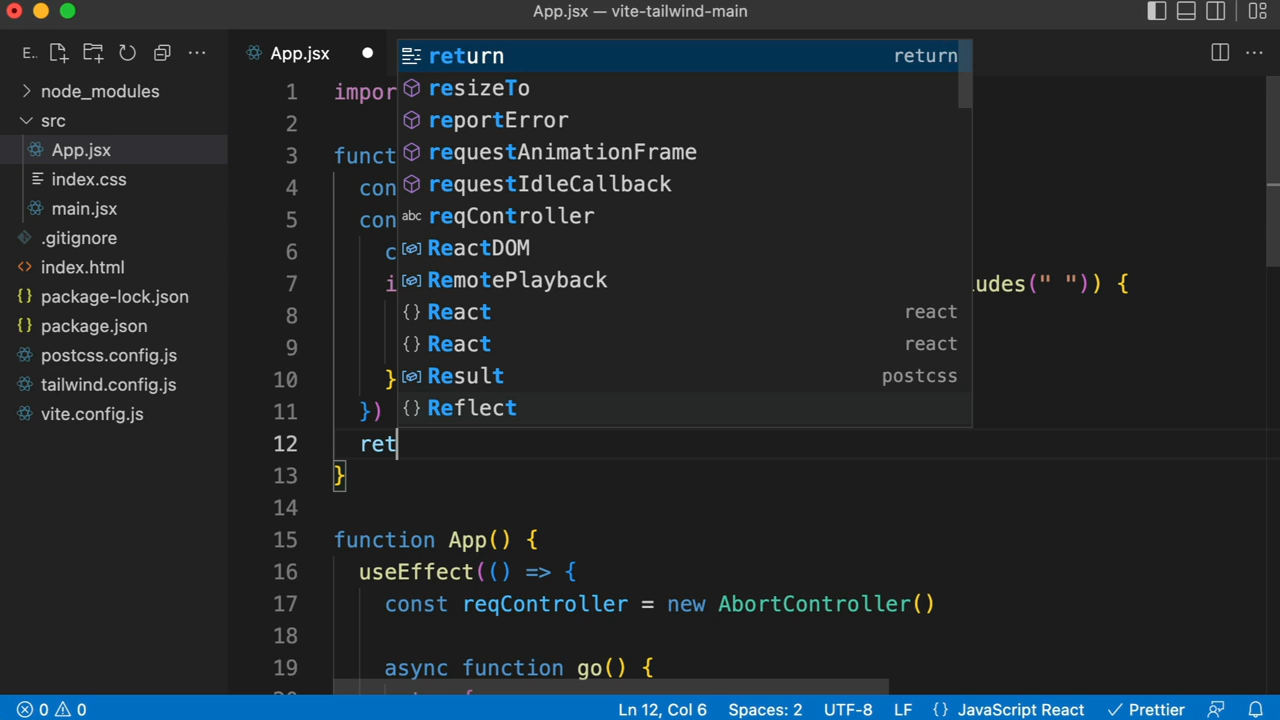 App.jsx — vite-tailwind-main
E.. ···
App.jsx ● ···
node_modules
src
App.jsx
index.css
main.jsx
.gitignore
index.html
{} package-lock.json
{} package.json
postcss.config.js
tailwind.config.js
vite.config.js
return return
resizeTo
reportError
requestAnimationFrame
requestIdleCallback
abc reqController
ReactDOM
RemotePlayback
{} React react
{} React react
Result postcss
{} Reflect
1 impor
2
3 funct
4 con
5 con
6 c
7 i ludes(" ")) {
8
9
10 }
11 })
12 ret
13 }
14
15 function App() {
16 useEffect(() => {
17 const reqController = new AbortController()
18
19 async function go() {
0 0 Ln 12, Col 6 Spaces: 2 UTF-8 LF {} JavaScript React Prettier